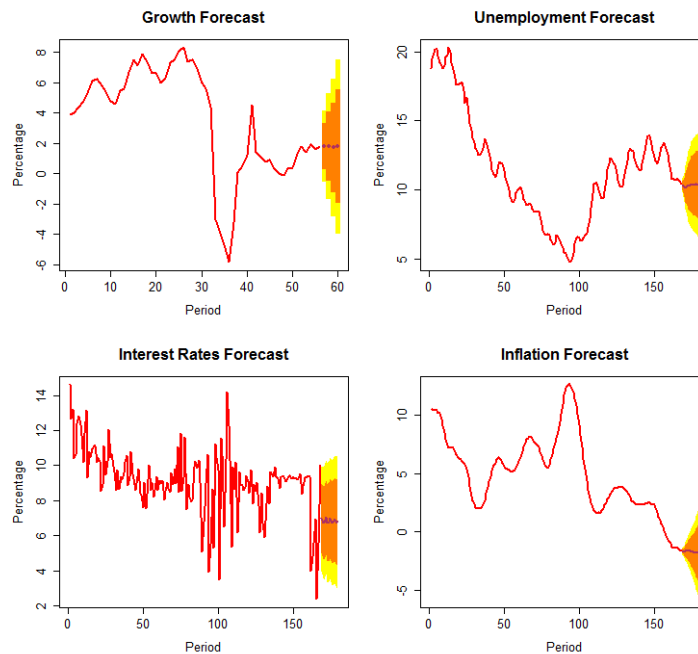 Growth Forecast
Percentage
8
6
4
2
0
-2
-4
-6
0 10 20 30 40 50 60
Period
Unemployment Forecast
Percentage
20
15
10
5
0 50 100 150
Period
Interest Rates Forecast
Percentage
14
12
10
8
6
4
2
0 50 100 150
Period
Inflation Forecast
Percentage
10
5
0
-5
0 50 100 150
Period